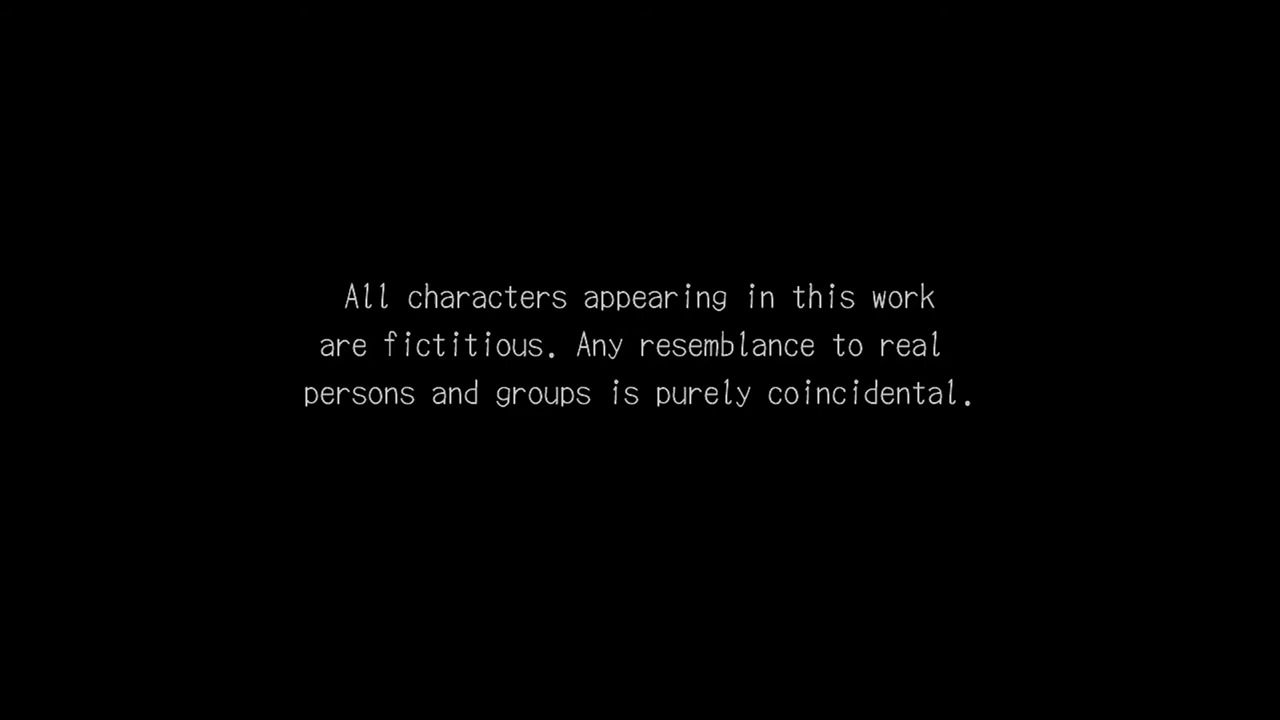 All characters appearing in this work
are fictitious. Any resemblance to real
persons and groups is purely coincidental.